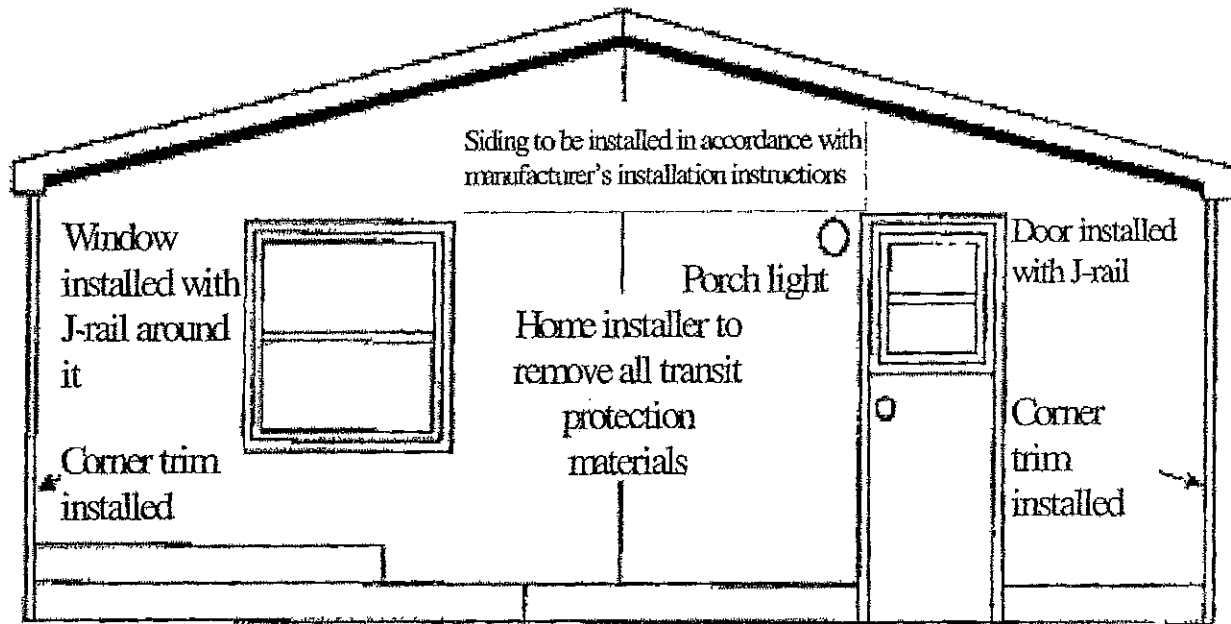 Siding to be installed in accordance with
manufacturer's installation instructions
Window
installed with
J-rail around
it
Porch light
Door installed
with J-rail
Home installer to
remove all transit
protection
materials
Corner trim
installed
Corner
trim
installed